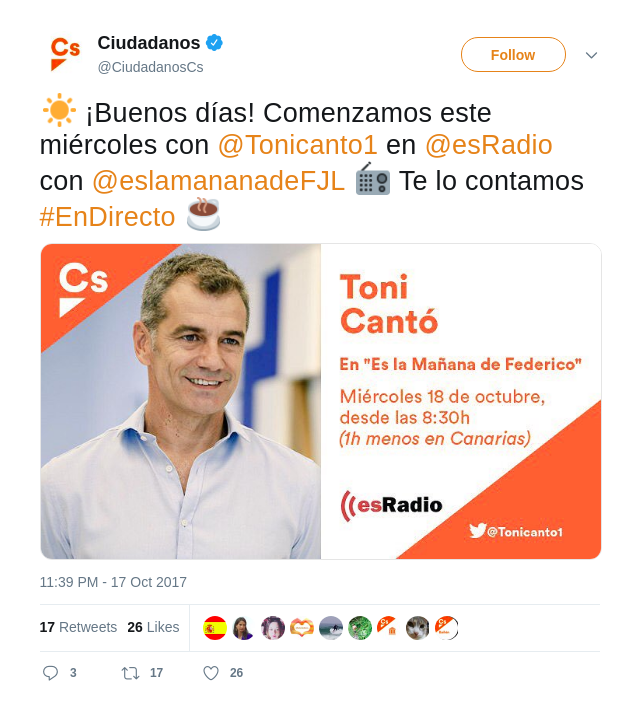 Cs
Ciudadanos
@CiudadanosCs
Follow
¡Buenos días! Comenzamos este
miércoles con @Tonicanto1 en @esRadio
con @eslamananadeFJL Te lo contamos
#EnDirecto
Cs
Toni
Cantó
En "Es la Mañana de Federico"
Miércoles 18 de octubre,
desde las 8:30h
(1h menos en Canarias)
esRadio
@Tonicanto1
11:39 PM - 17 Oct 2017
17 Retweets 26 Likes
3 17 26